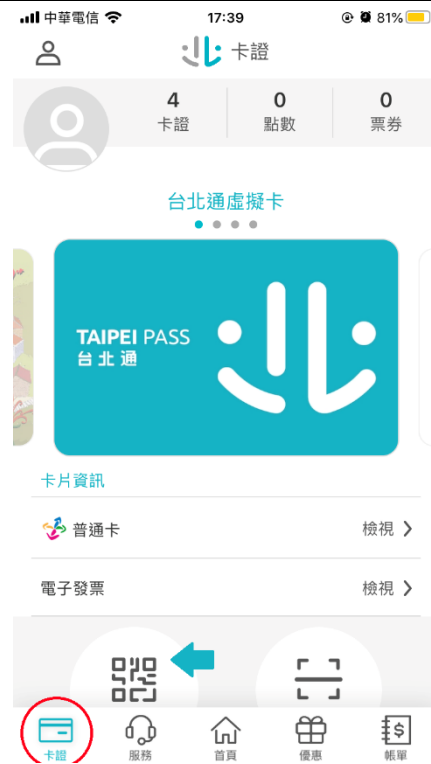 中華電信 17:39 81%
卡證
4 0 0
卡證 點數 票券
台北通虛擬卡
TAIPEI PASS
台北通
卡片資訊
普通卡 檢視
電子發票 檢視
卡證 服務 首頁 優惠 帳單